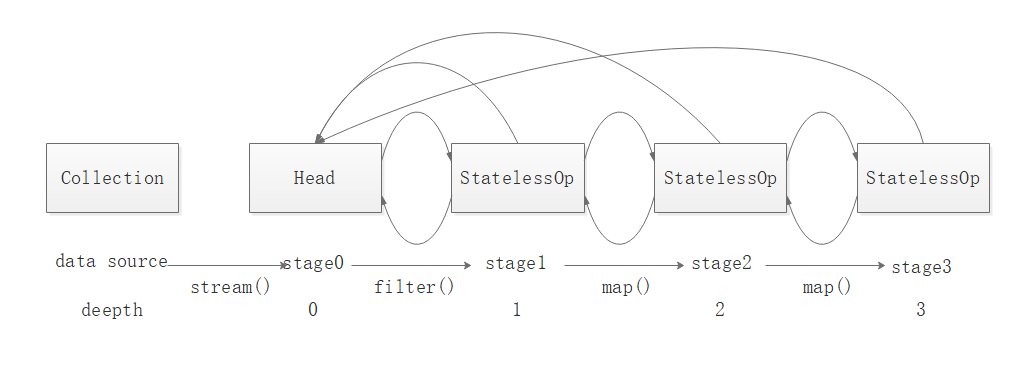 Collection
Head
StatelessOp
StatelessOp
StatelessOp
data source
stage0
stage1
stage2
stage3
stream()
filter()
map()
map()
deepth
0
1
2
3